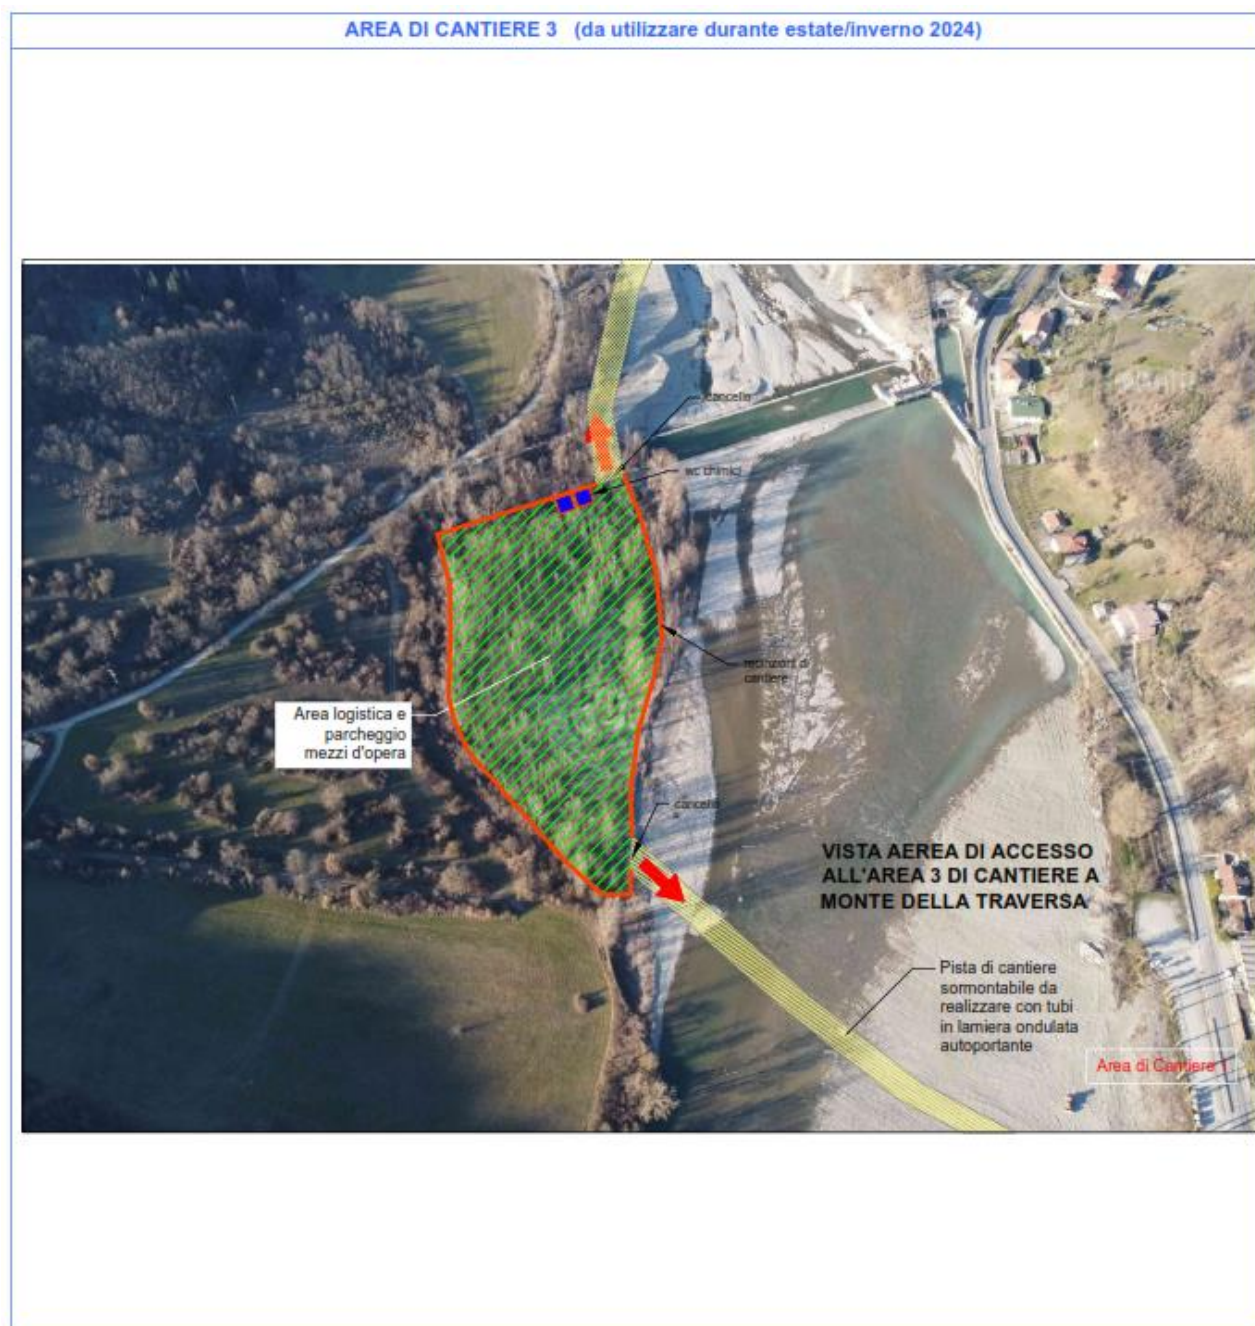 AREA DI CANTIERE 3 (da utilizzare durante estate/inverno 2024)
cancello
wc chimici
recinzioni di
cantiere
Area logistica e
parcheggio
mezzi d'opera
cancello
VISTA AEREA DI ACCESSO
ALL'AREA 3 DI CANTIERE A
MONTE DELLA TRAVERSA
Pista di cantiere
sormontabile da
realizzare con tubi
in lamiera ondulata
autoportante
Area di Cantiere 1